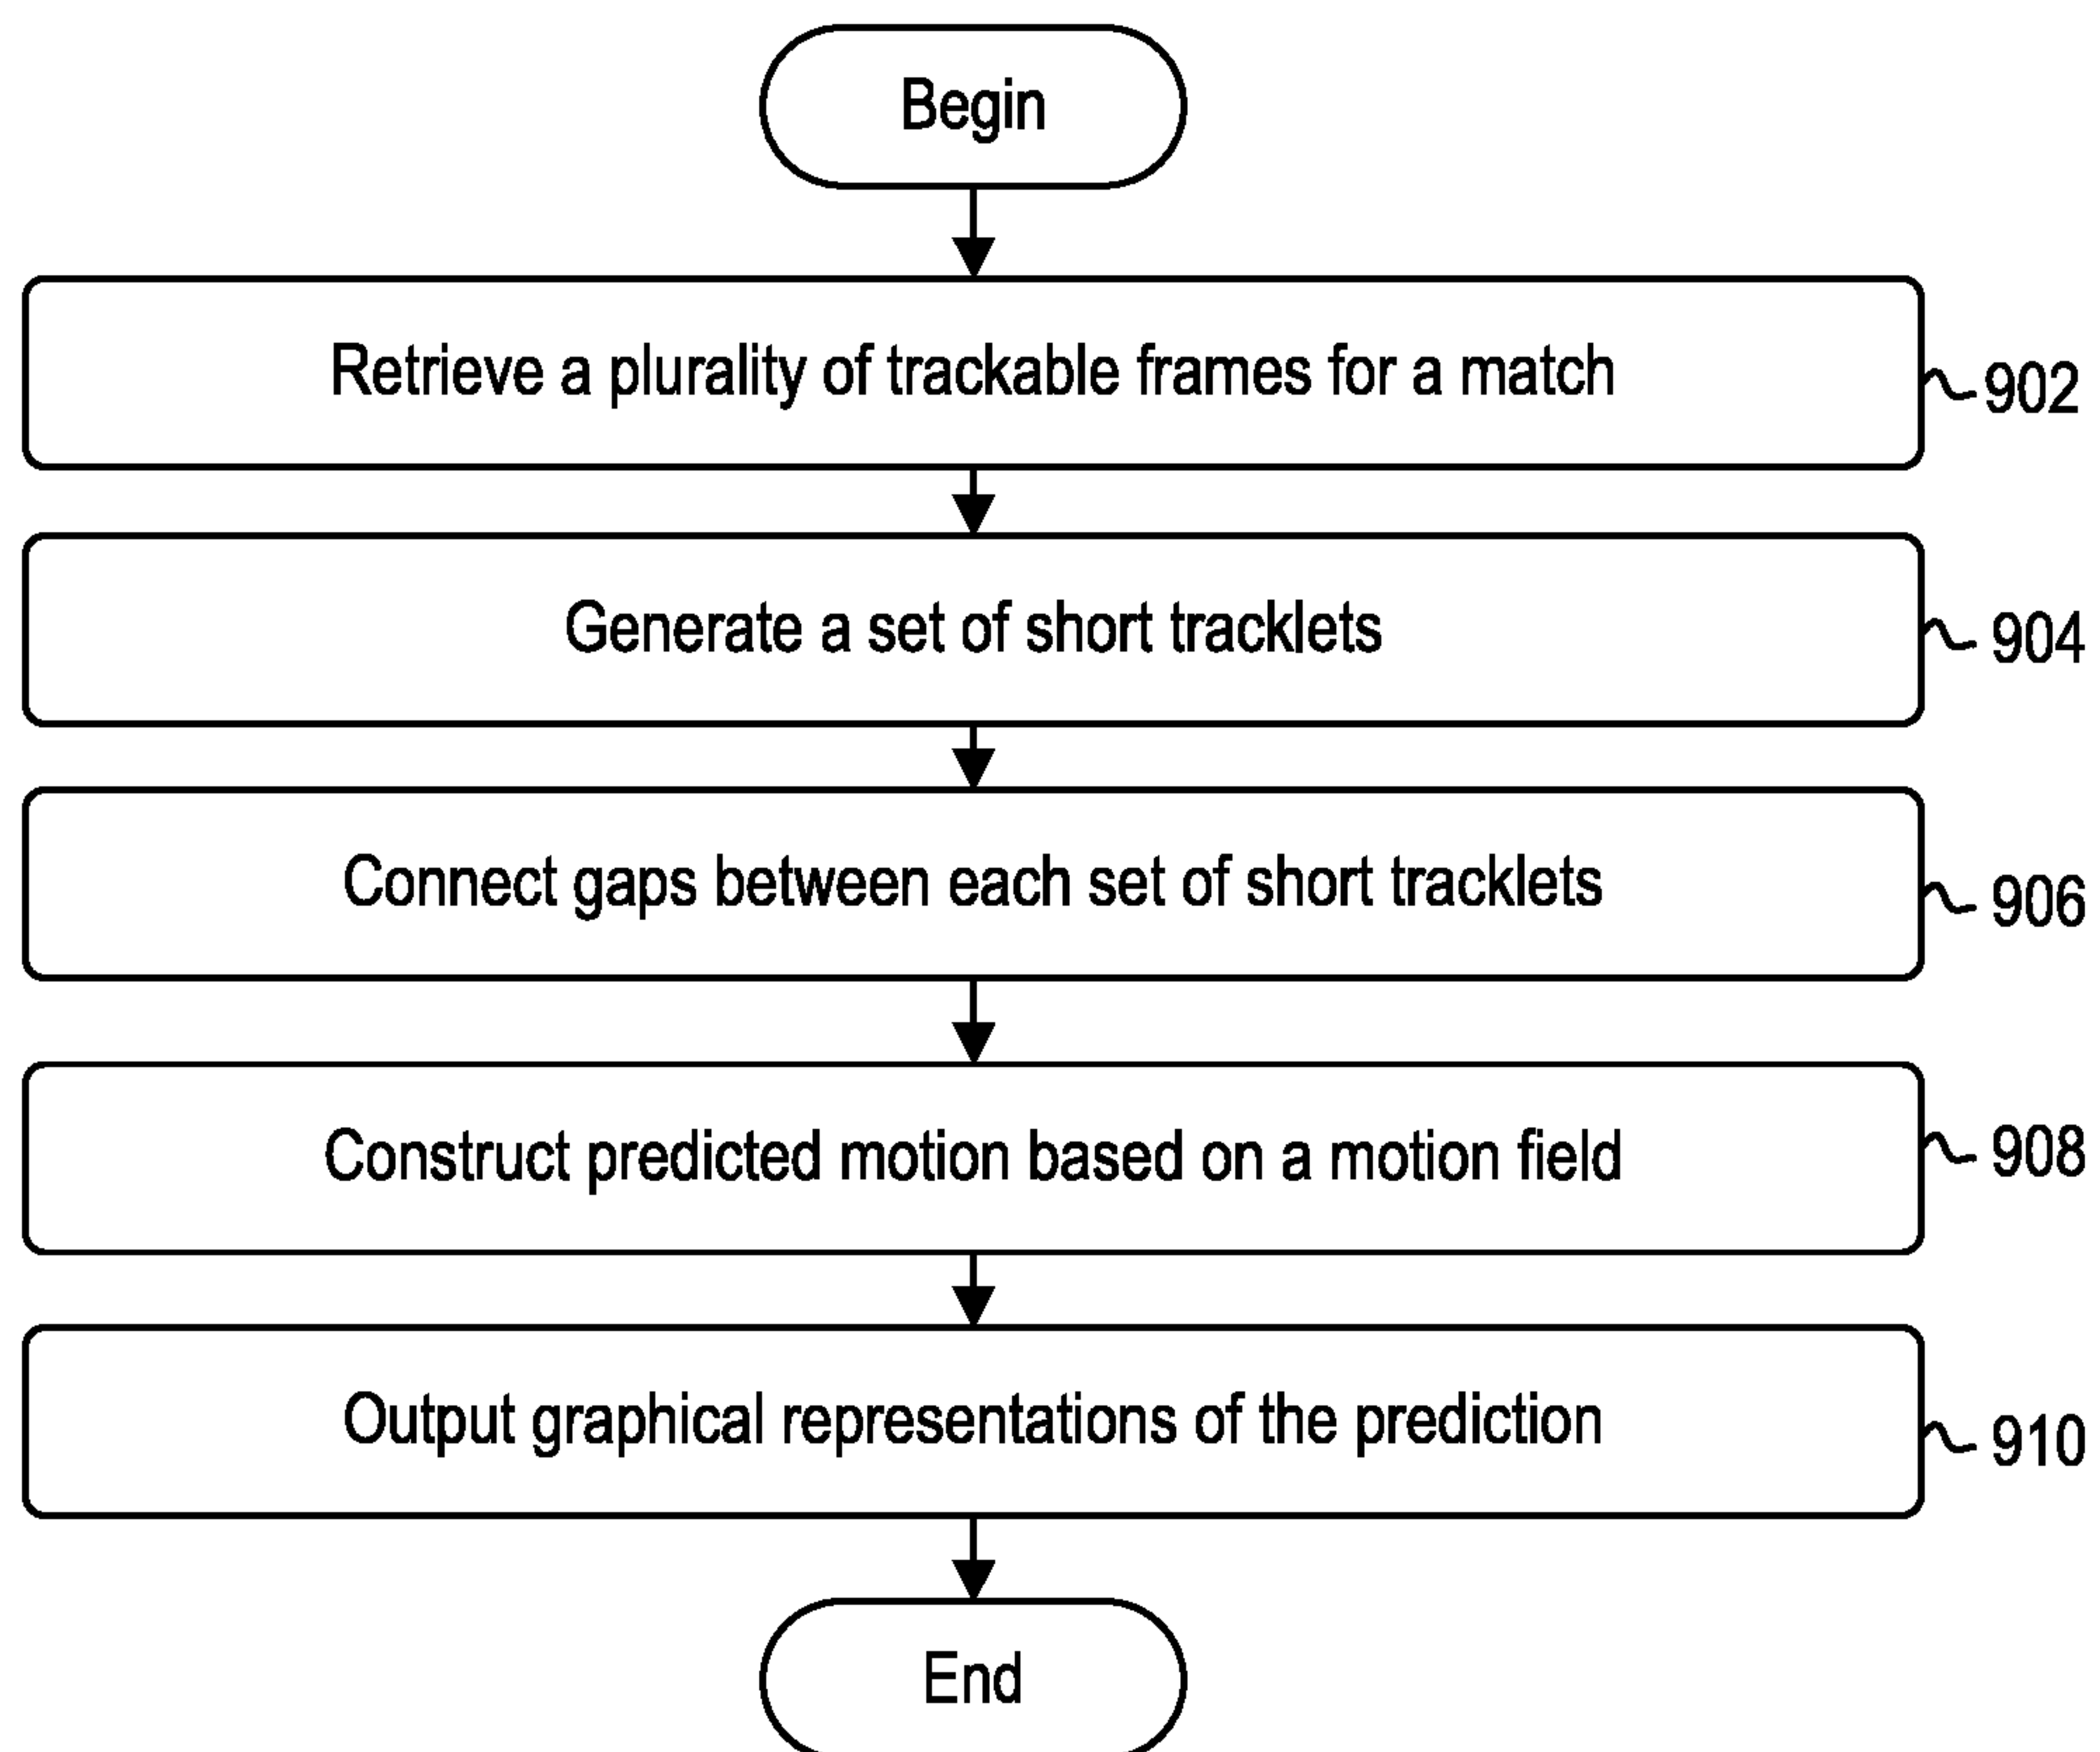 Begin
Retrieve a plurality of trackable frames for a match
902
Generate a set of short tracklets
904
Connect gaps between each set of short tracklets
906
Construct predicted motion based on a motion field
908
Output graphical representations of the prediction
910
End